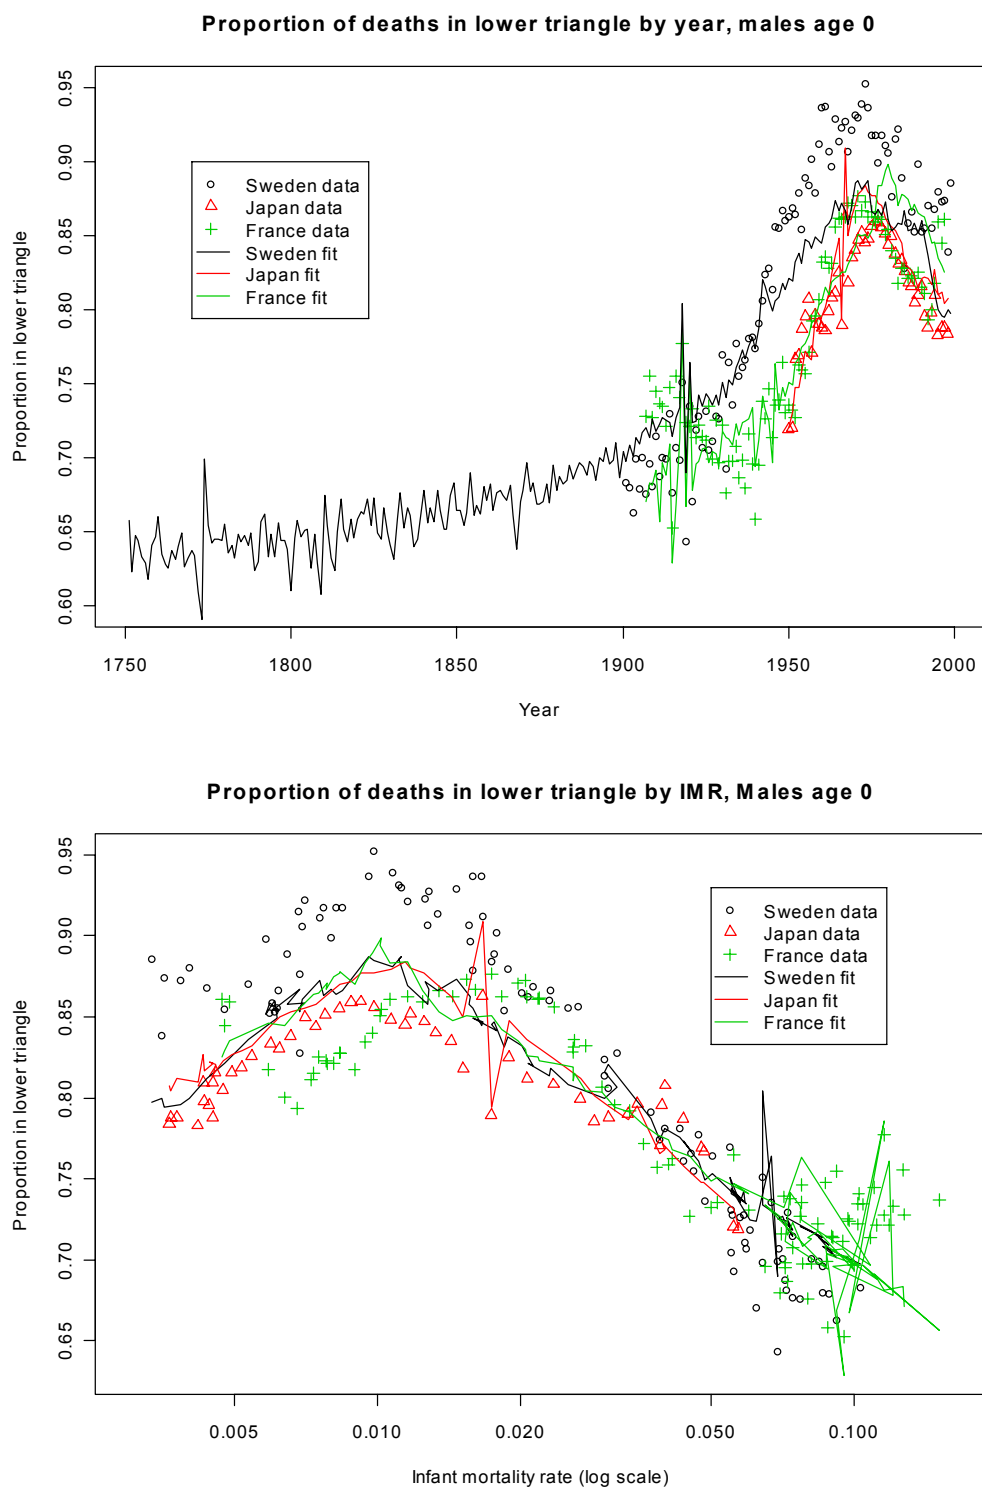 Proportion of deaths in lower triangle by year, males age 0
Proportion in lower triangle
0.95
0.90
0.85
0.80
0.75
0.70
0.65
0.60
Sweden data
Japan data
France data
Sweden fit
Japan fit
France fit
1750 1800 1850 1900 1950 2000
Year
Proportion of deaths in lower triangle by IMR, Males age 0
Proportion in lower triangle
0.95
0.90
0.85
0.80
0.75
0.70
0.65
Sweden data
Japan data
France data
Sweden fit
Japan fit
France fit
0.005 0.010 0.020 0.050 0.100
Infant mortality rate (log scale)